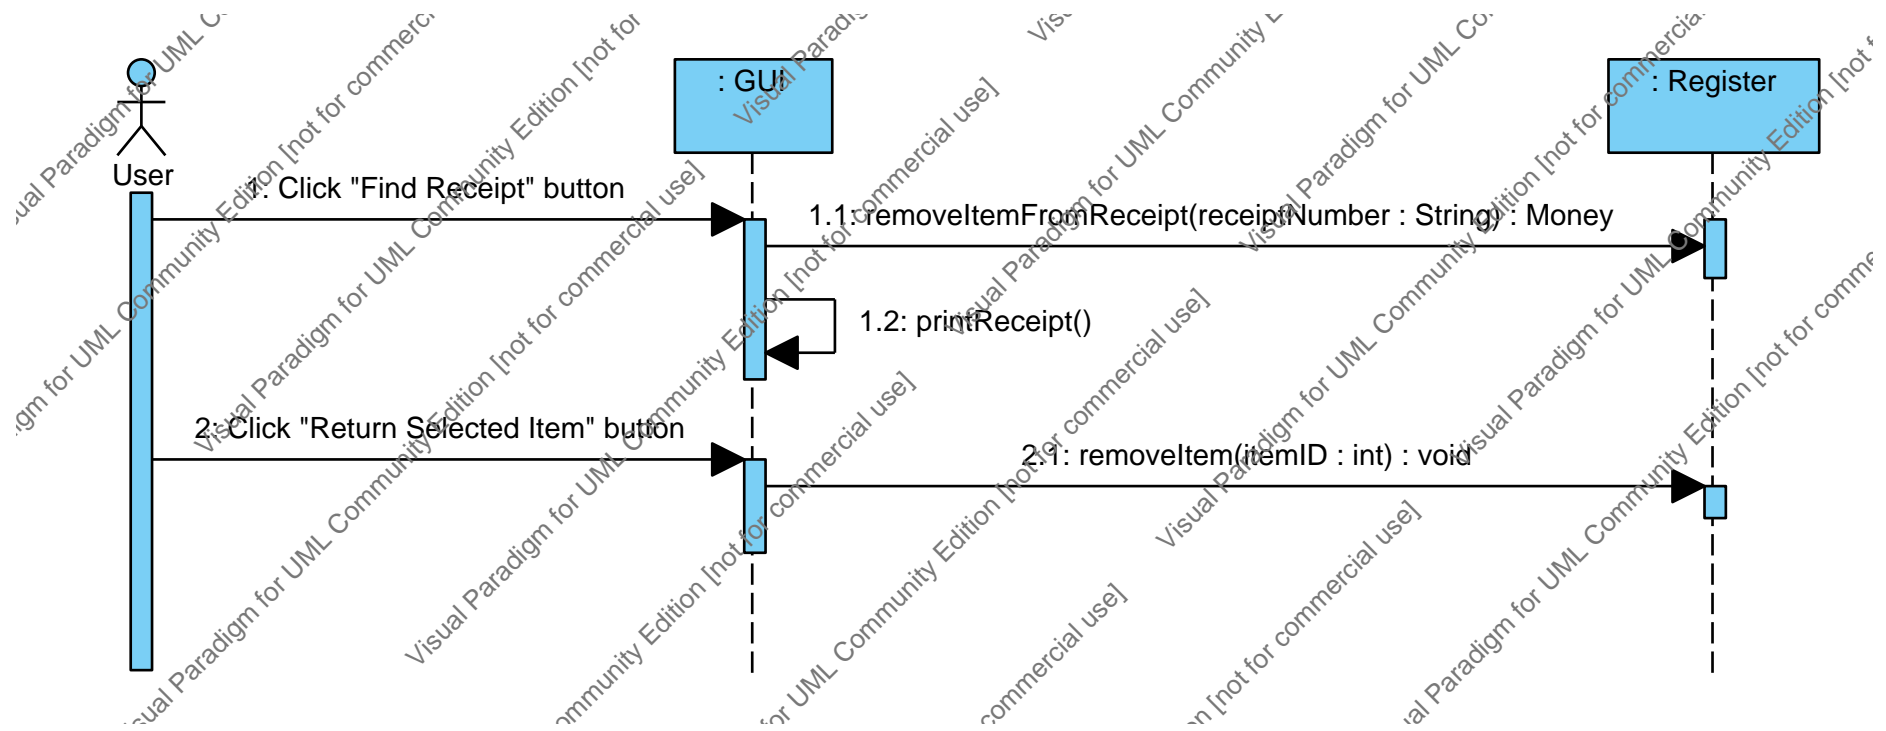 : GUI
: Register
User
1: Click "Find Receipt" button
1.1: removeItemFromReceipt(receiptNumber : String) : Money
1.2: printReceipt()
2: Click "Return Selected Item" button
2.1: removeItem(itemID : int) : void
Visual Paradigm for UML Community Edition [not for commercial use]